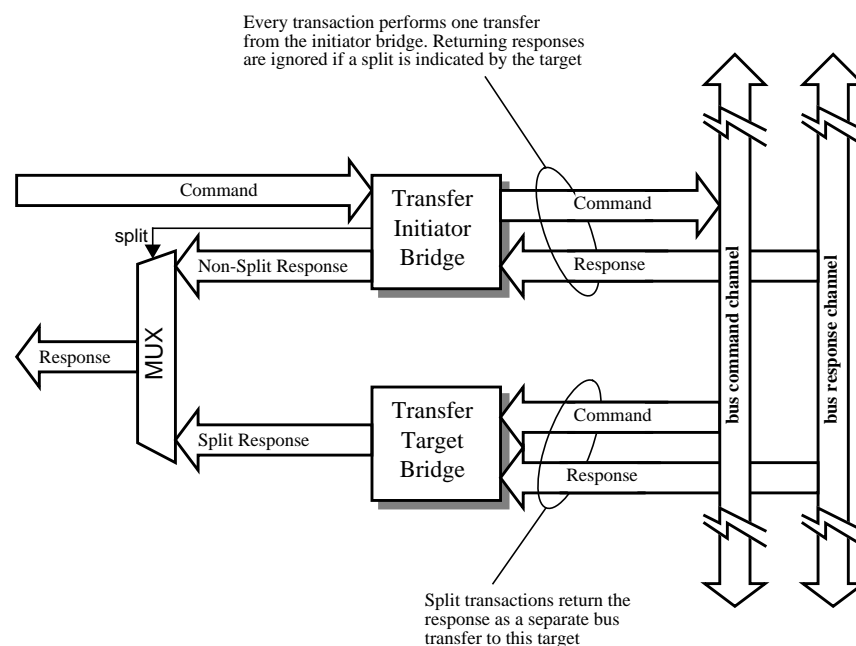 Every transaction performs one transfer
from the initiator bridge. Returning responses
are ignored if a split is indicated by the target
Command
Transfer
Initiator
Bridge
Command
split
Non-Split Response
Response
MUX
Response
bus command channel
bus response channel
Transfer
Target
Bridge
Command
Split Response
Response
Split transactions return the
response as a separate bus
transfer to this target